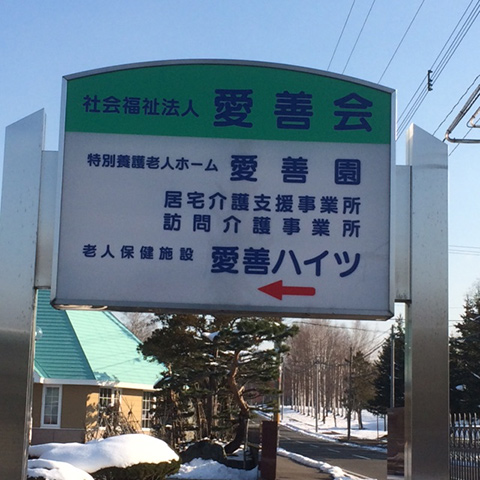 社会福祉法人 愛善会
特別養護老人ホーム 愛善園
居宅介護支援事業所
訪問介護事業所
老人保健施設 愛善ハイツ